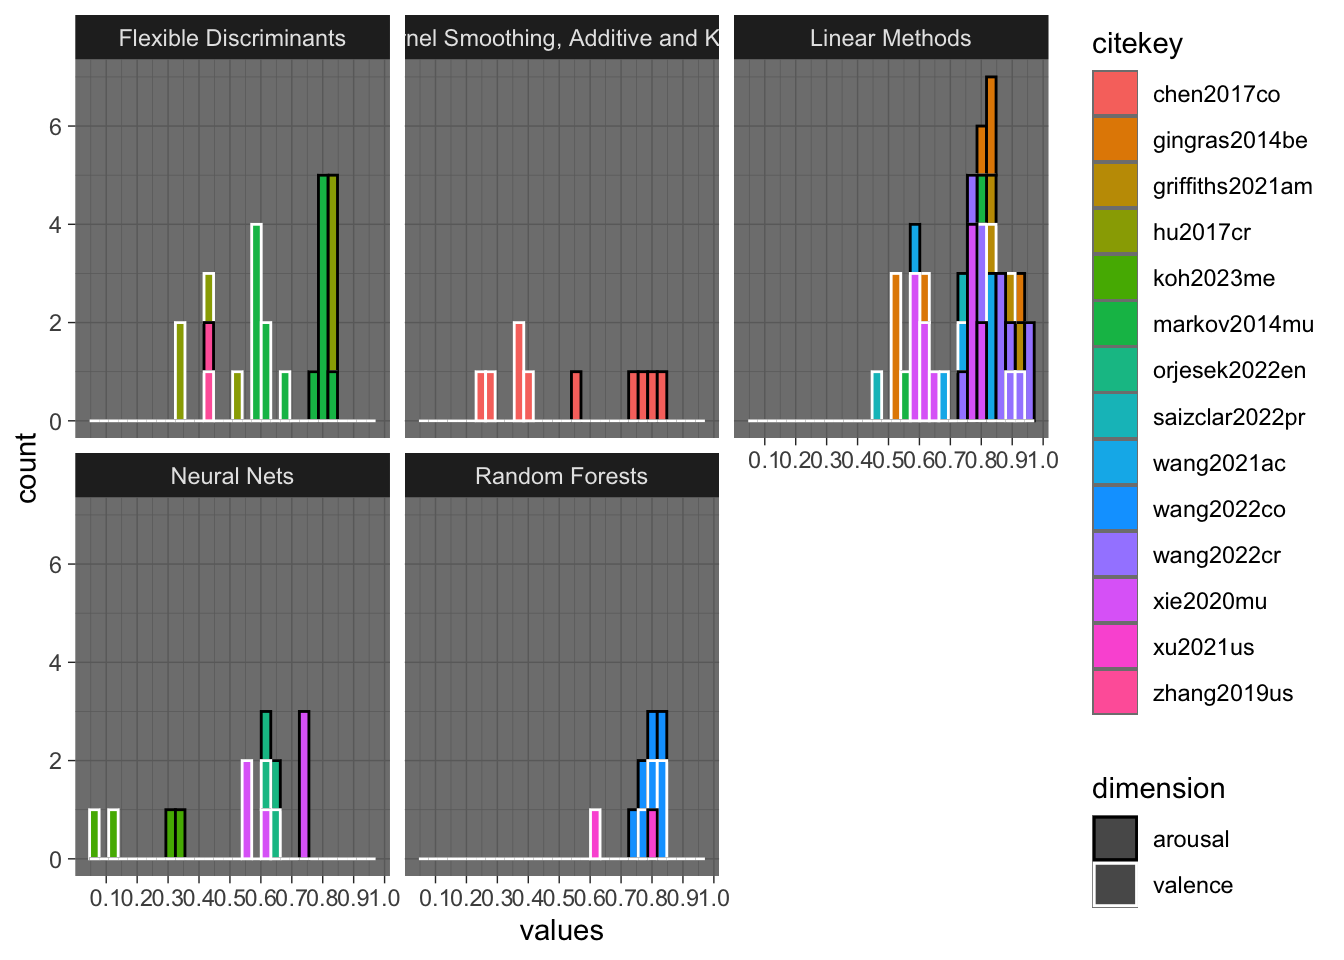 Flexible Discriminants
rnel Smoothing, Additive and K
Linear Methods
6
4
2
0
0.10.20.30.40.50.60.70.80.91.0
Neural Nets
Random Forests
6
4
2
0
0.10.20.30.40.50.60.70.80.91.0
0.10.20.30.40.50.60.70.80.91.0
count
values
citekey
chen2017co
gingras2014be
griffiths2021am
hu2017cr
koh2023me
markov2014mu
orjesek2022en
saizclar2022pr
wang2021ac
wang2022co
wang2022cr
xie2020mu
xu2021us
zhang2019us
dimension
arousal
valence